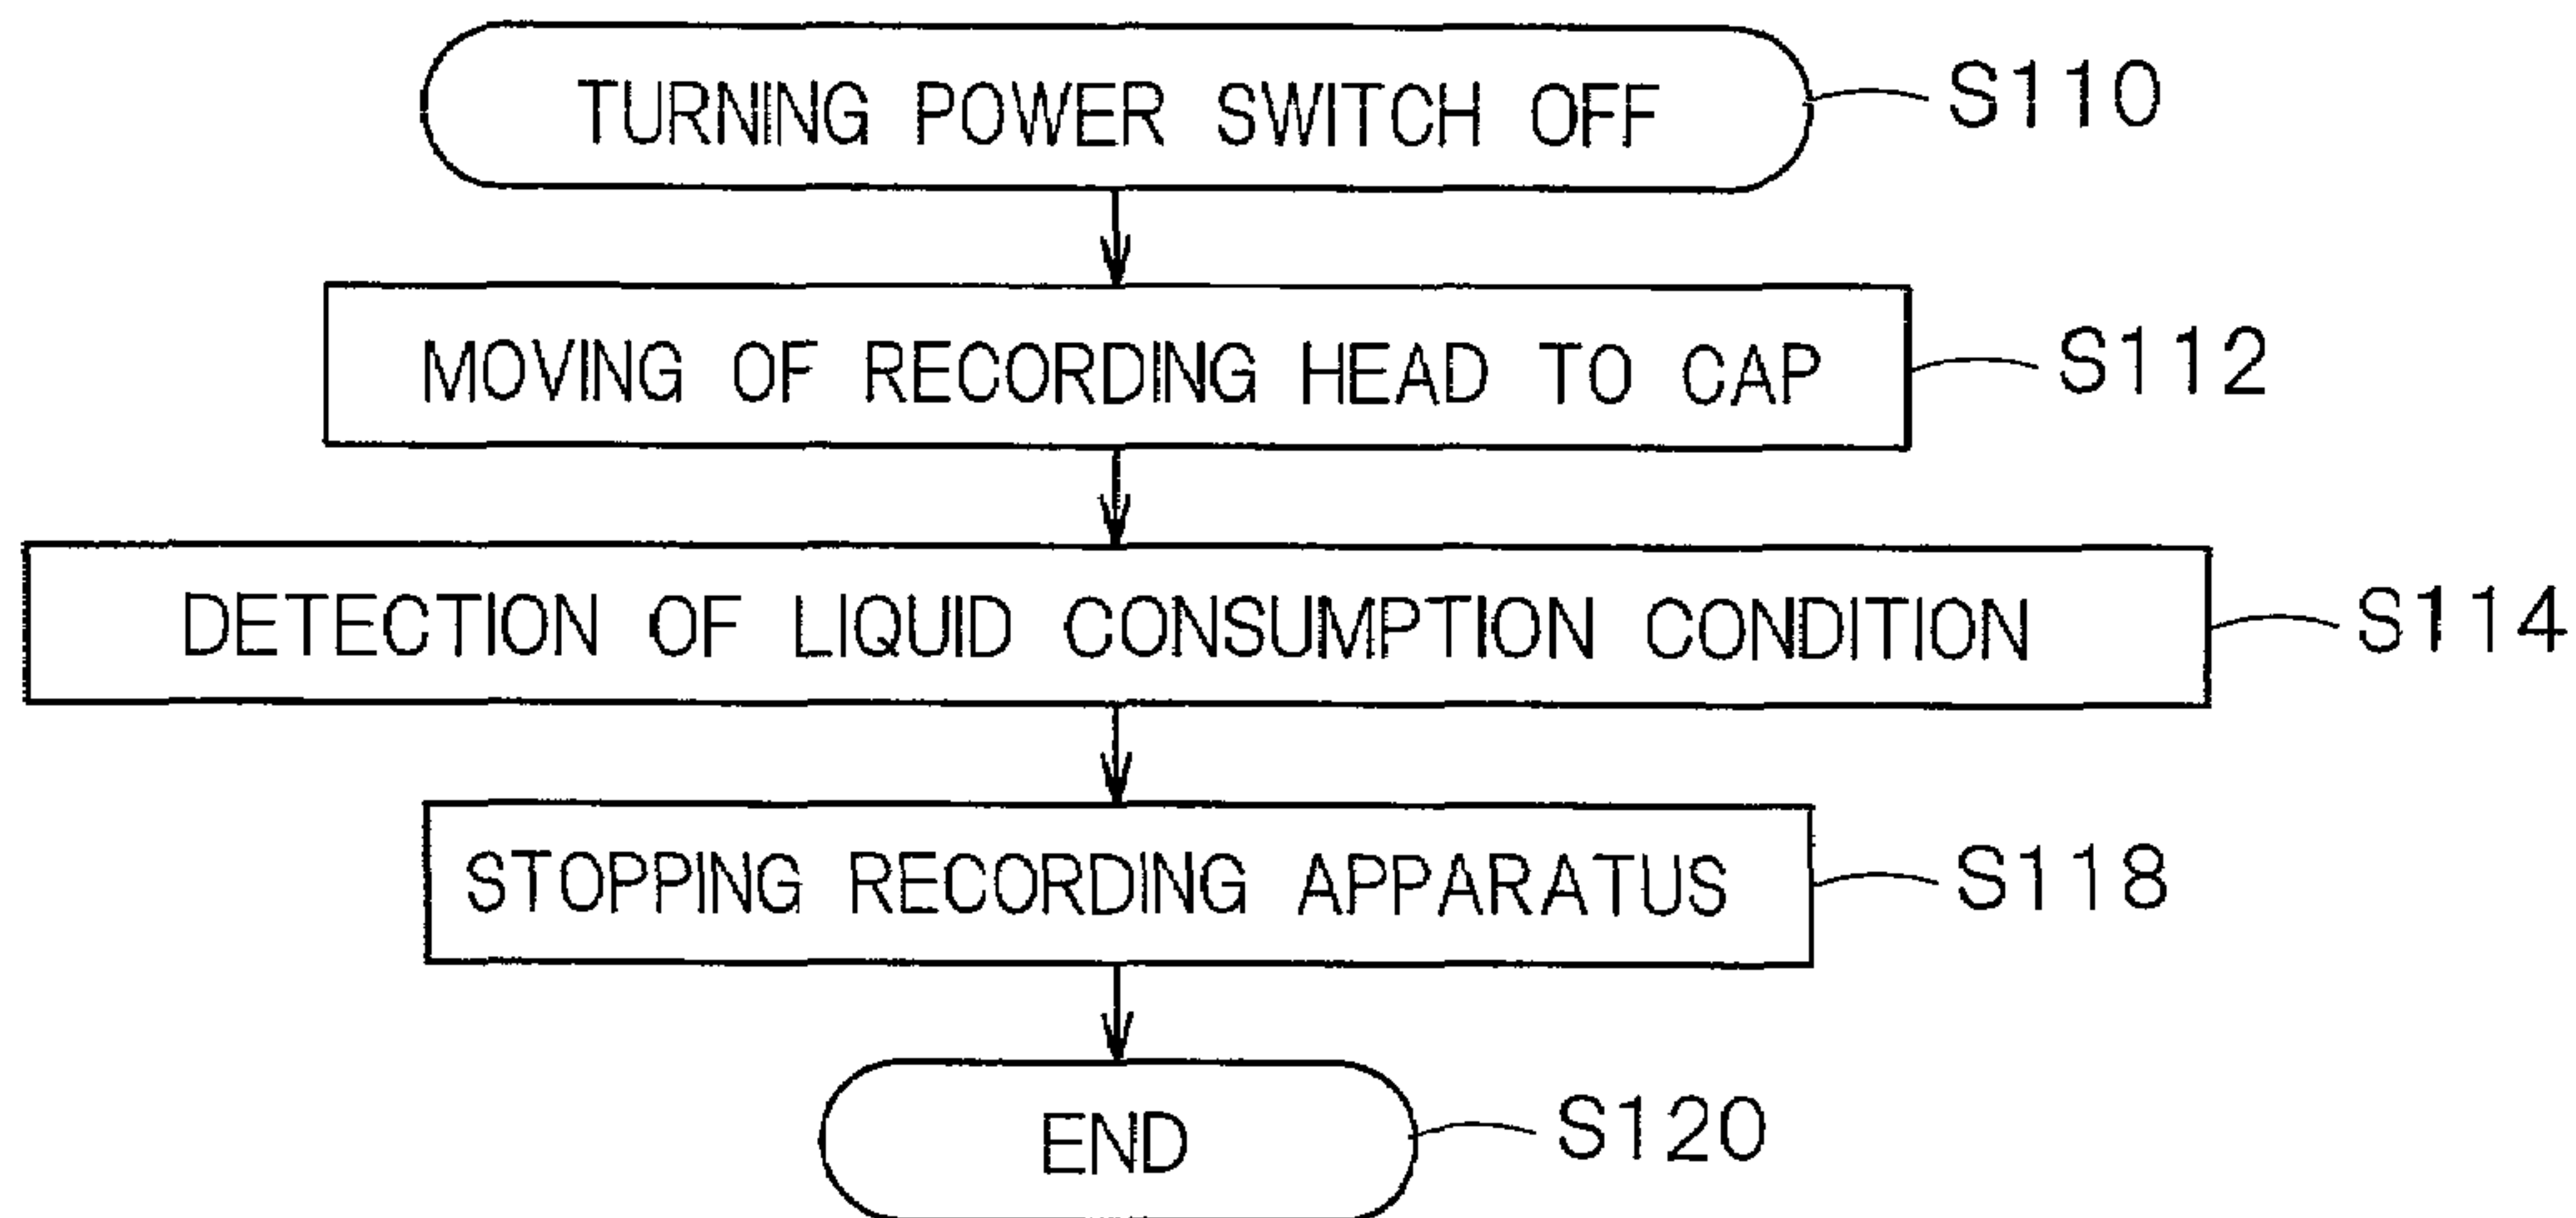 TURNING POWER SWITCH OFF S110
MOVING OF RECORDING HEAD TO CAP S112
DETECTION OF LIQUID CONSUMPTION CONDITION S114
STOPPING RECORDING APPARATUS S118
END S120